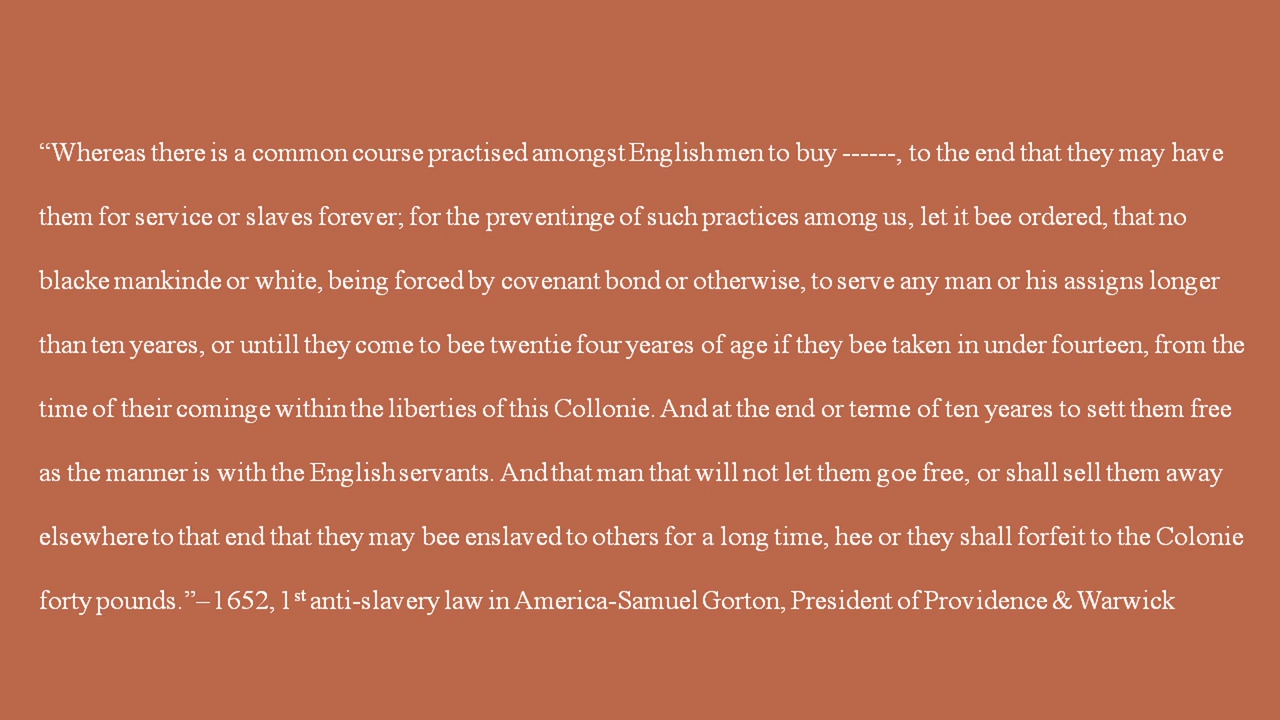 “Whereas there is a common course practised amongst English men to buy ------, to the end that they may have
them for service or slaves forever; for the preventinge of such practices among us, let it bee ordered, that no
blacke mankinde or white, being forced by covenant bond or otherwise, to serve any man or his assigns longer
than ten yeares, or untill they come to bee twentie four yeares of age if they bee taken in under fourteen, from the
time of their cominge within the liberties of this Collonie. And at the end or terme of ten yeares to sett them free
as the manner is with the English servants. And that man that will not let them goe free, or shall sell them away
elsewhere to that end that they may bee enslaved to others for a long time, hee or they shall forfeit to the Colonie
forty pounds.”–1652, 1st anti-slavery law in America-Samuel Gorton, President of Providence & Warwick